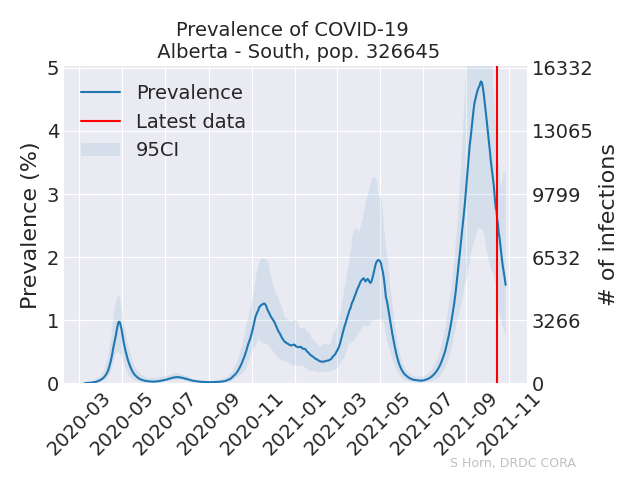 Prevalence of COVID-19
Alberta - South, pop. 326645
Prevalence (%)
5
4
3
2
1
0
Prevalence
Latest data
95CI
16332
13065
9799
6532
3266
0
# of infections
2020-03
2020-05
2020-07
2020-09
2020-11
2021-01
2021-03
2021-05
2021-07
2021-09
2021-11
S Horn, DRDC CORA